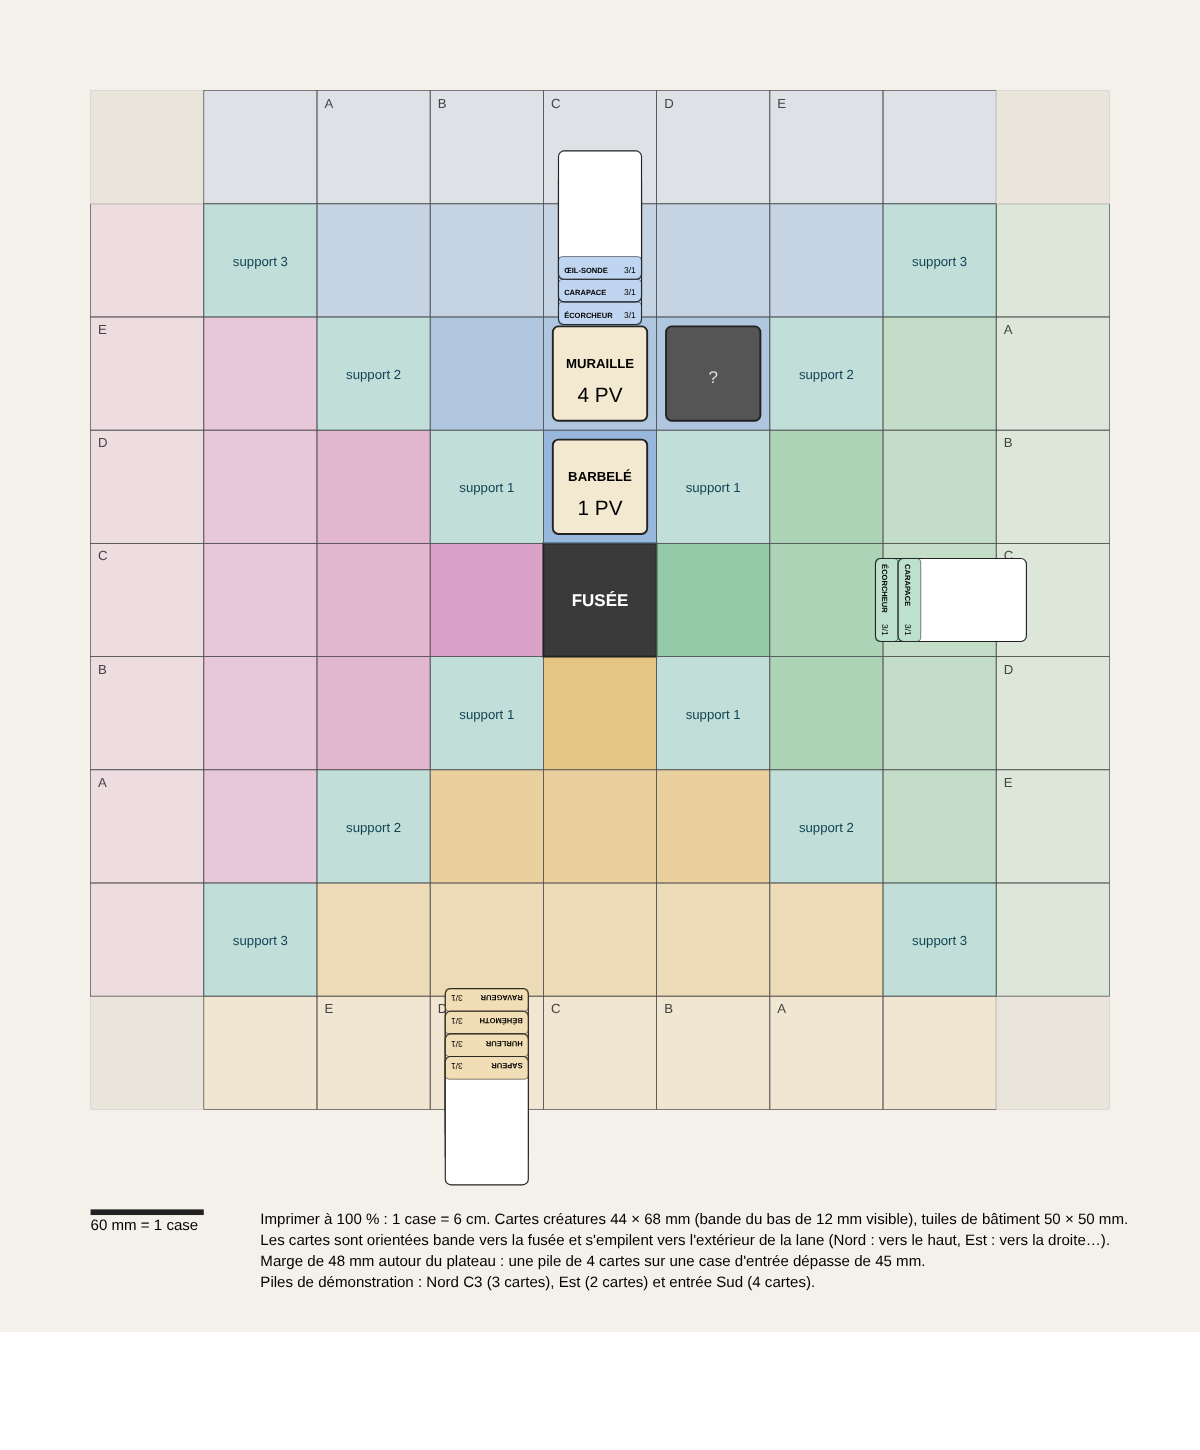 A B C D E
support 3 support 3
ŒIL-SONDE 3/1
CARAPACE 3/1
ÉCORCHEUR 3/1
E A
support 2 MURAILLE ? support 2
4 PV
D B
support 1 BARBELÉ support 1
1 PV
C C
FUSÉE
ÉCORCHEUR 3/1
CARAPACE 3/1
B D
support 1 support 1
A E
support 2 support 2
support 3 support 3
RAVAGEUR 3/1
E D C B A
BÉHÉMOTH 3/1
HURLEUR 3/1
SAPEUR 3/1
60 mm = 1 case
Imprimer à 100 % : 1 case = 6 cm. Cartes créatures 44 × 68 mm (bande du bas de 12 mm visible), tuiles de bâtiment 50 × 50 mm.
Les cartes sont orientées bande vers la fusée et s'empilent vers l'extérieur de la lane (Nord : vers le haut, Est : vers la droite…).
Marge de 48 mm autour du plateau : une pile de 4 cartes sur une case d'entrée dépasse de 45 mm.
Piles de démonstration : Nord C3 (3 cartes), Est (2 cartes) et entrée Sud (4 cartes).